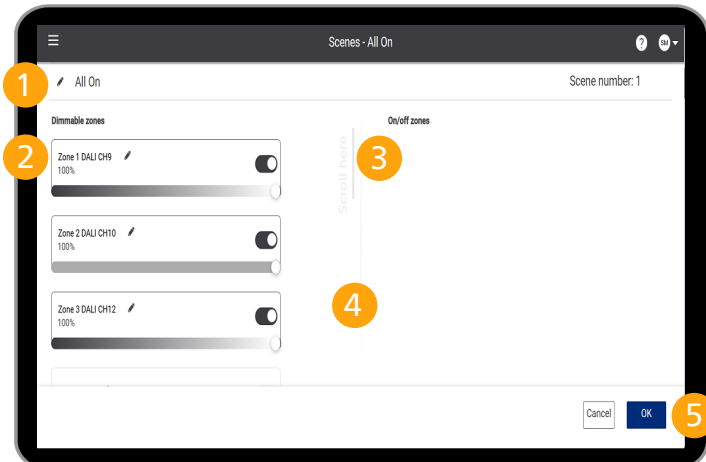 Scenes - All On
? SM
1
All On
Scene number: 1
Dimmable zones
On/off zones
2
Zone 1 DALI CH9
100%
Scroll here
3
Zone 2 DALI CH10
100%
4
Zone 3 DALI CH12
100%
Cancel
OK
5